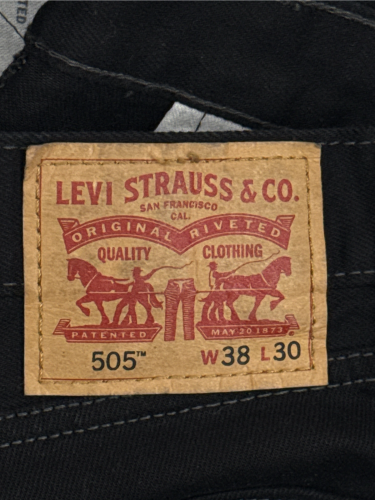 LEVI STRAUSS & CO.
SAN FRANCISCO
CAL.
ORIGINAL RIVETED
QUALITY CLOTHING
PATENTED MAY 20 1873
505™ W38 L30